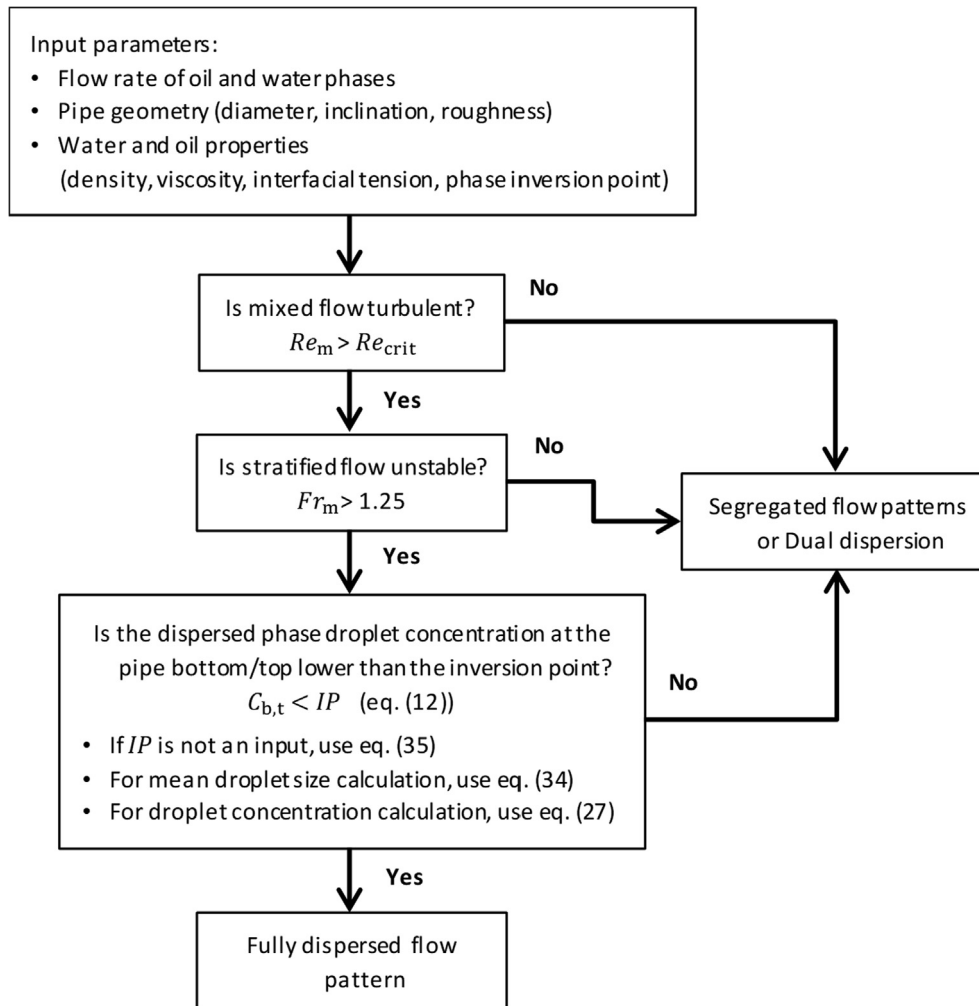 Input parameters:
• Flow rate of oil and water phases
• Pipe geometry (diameter, inclination, roughness)
• Water and oil properties
(density, viscosity, interfacial tension, phase inversion point)
No
Is mixed flow turbulent?
Re_m > Re_crit
Yes
No
Is stratified flow unstable?
Fr_m > 1.25
Segregated flow patterns
or Dual dispersion
Yes
Is the dispersed phase droplet concentration at the
pipe bottom/top lower than the inversion point?
C_b,t < IP (eq. (12))
No
• If IP is not an input, use eq. (35)
• For mean droplet size calculation, use eq. (34)
• For droplet concentration calculation, use eq. (27)
Yes
Fully dispersed flow
pattern